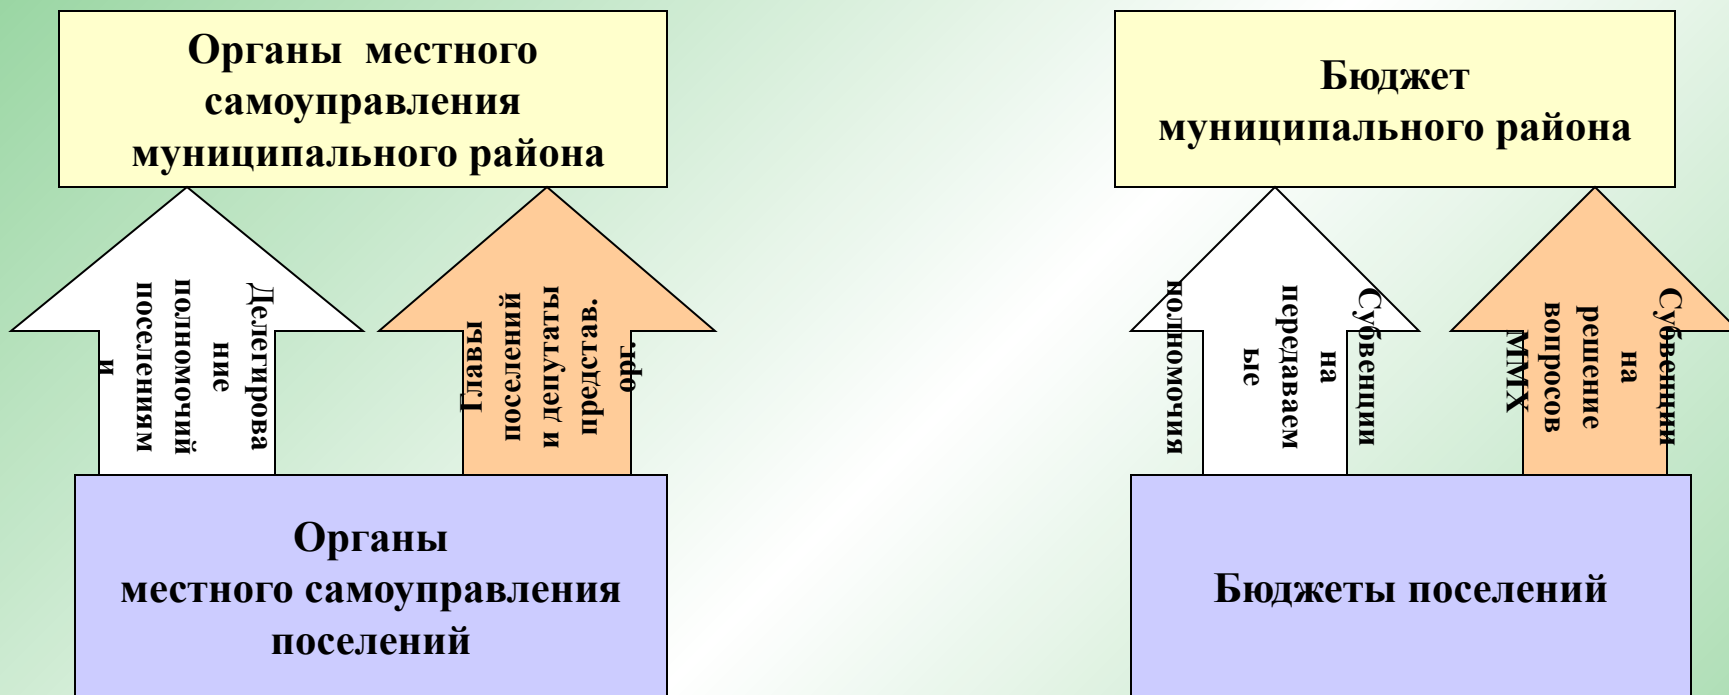 Органы местного
самоуправления
муниципального района
Бюджет
муниципального района
Делегирова
ние
полномочий
поселениям
и
Главы
поселений
и депутаты
представ.
орг.
Субвенции
на
передаваем
ые
полномочия
Субвенции
на
решение
вопросов
ММХ
Органы
местного самоуправления
поселений
Бюджеты поселений